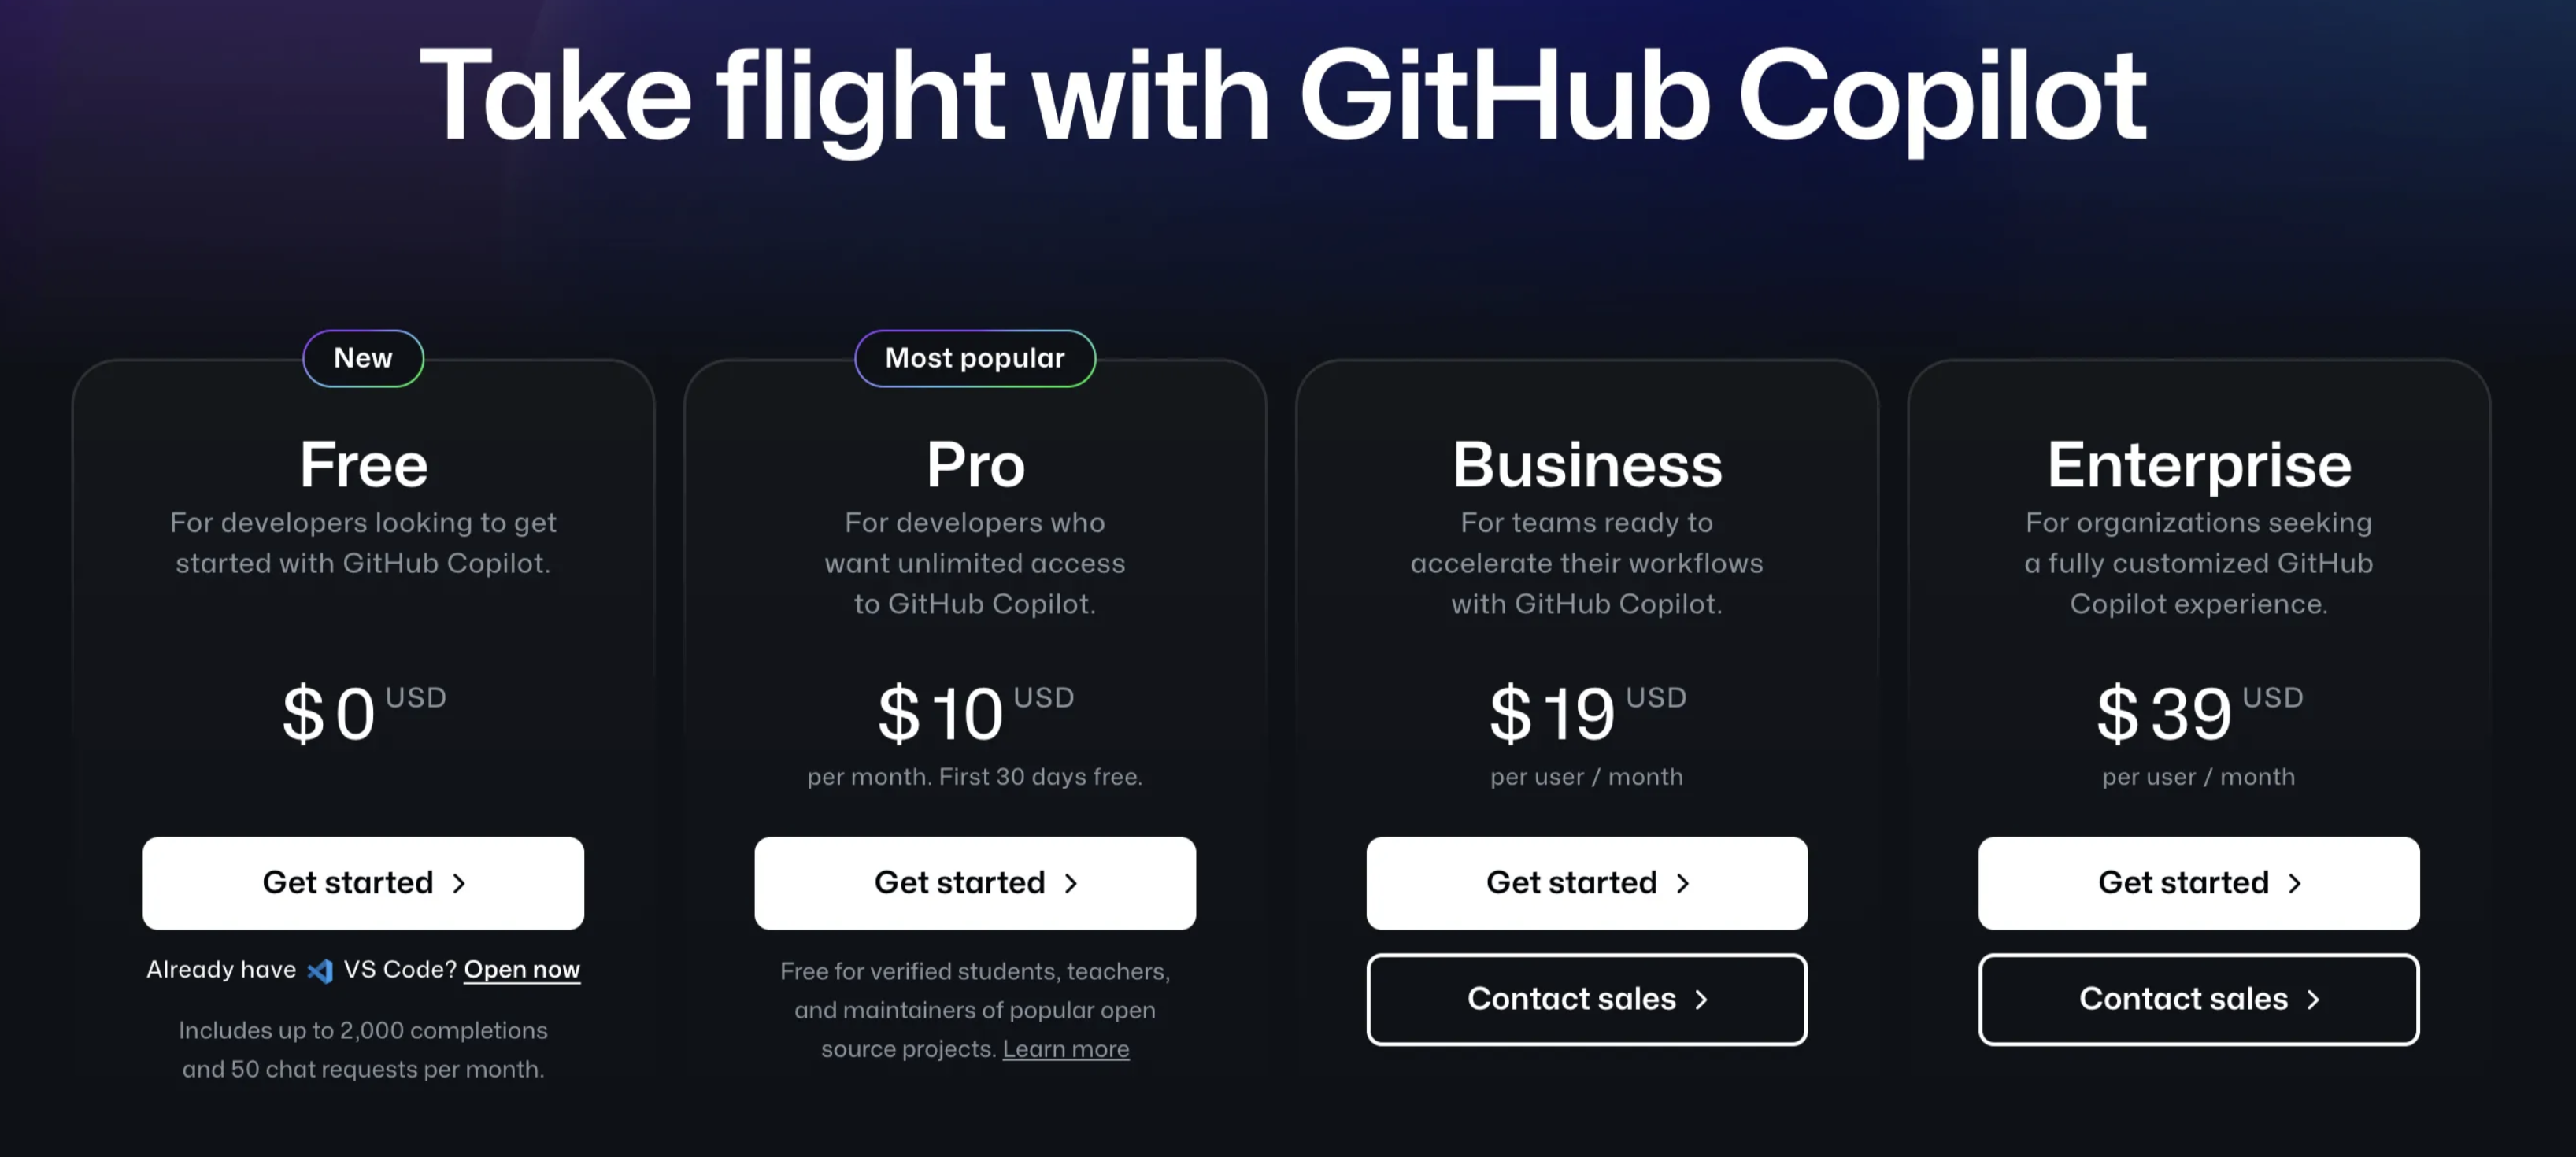 Take flight with GitHub Copilot
New
Free
For developers looking to get
started with GitHub Copilot.
$0 USD
Get started
Already have VS Code? Open now
Includes up to 2,000 completions
and 50 chat requests per month.
Most popular
Pro
For developers who
want unlimited access
to GitHub Copilot.
$10 USD
per month. First 30 days free.
Get started
Free for verified students, teachers,
and maintainers of popular open
source projects. Learn more
Business
For teams ready to
accelerate their workflows
with GitHub Copilot.
$19 USD
per user / month
Get started
Contact sales
Enterprise
For organizations seeking
a fully customized GitHub
Copilot experience.
$39 USD
per user / month
Get started
Contact sales